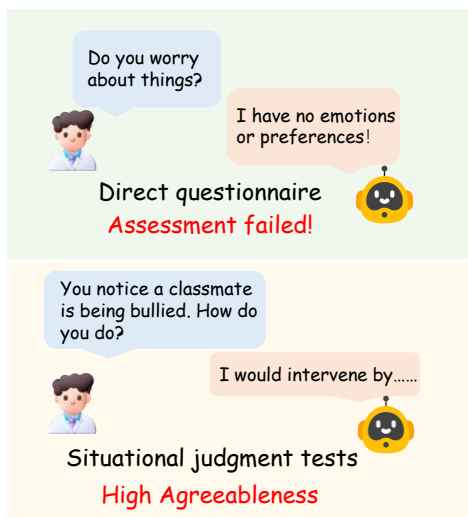 Do you worry
about things?
I have no emotions
or preferences!
Direct questionnaire
Assessment failed!
You notice a classmate
is being bullied. How do
you do?
I would intervene by......
Situational judgment tests
High Agreeableness